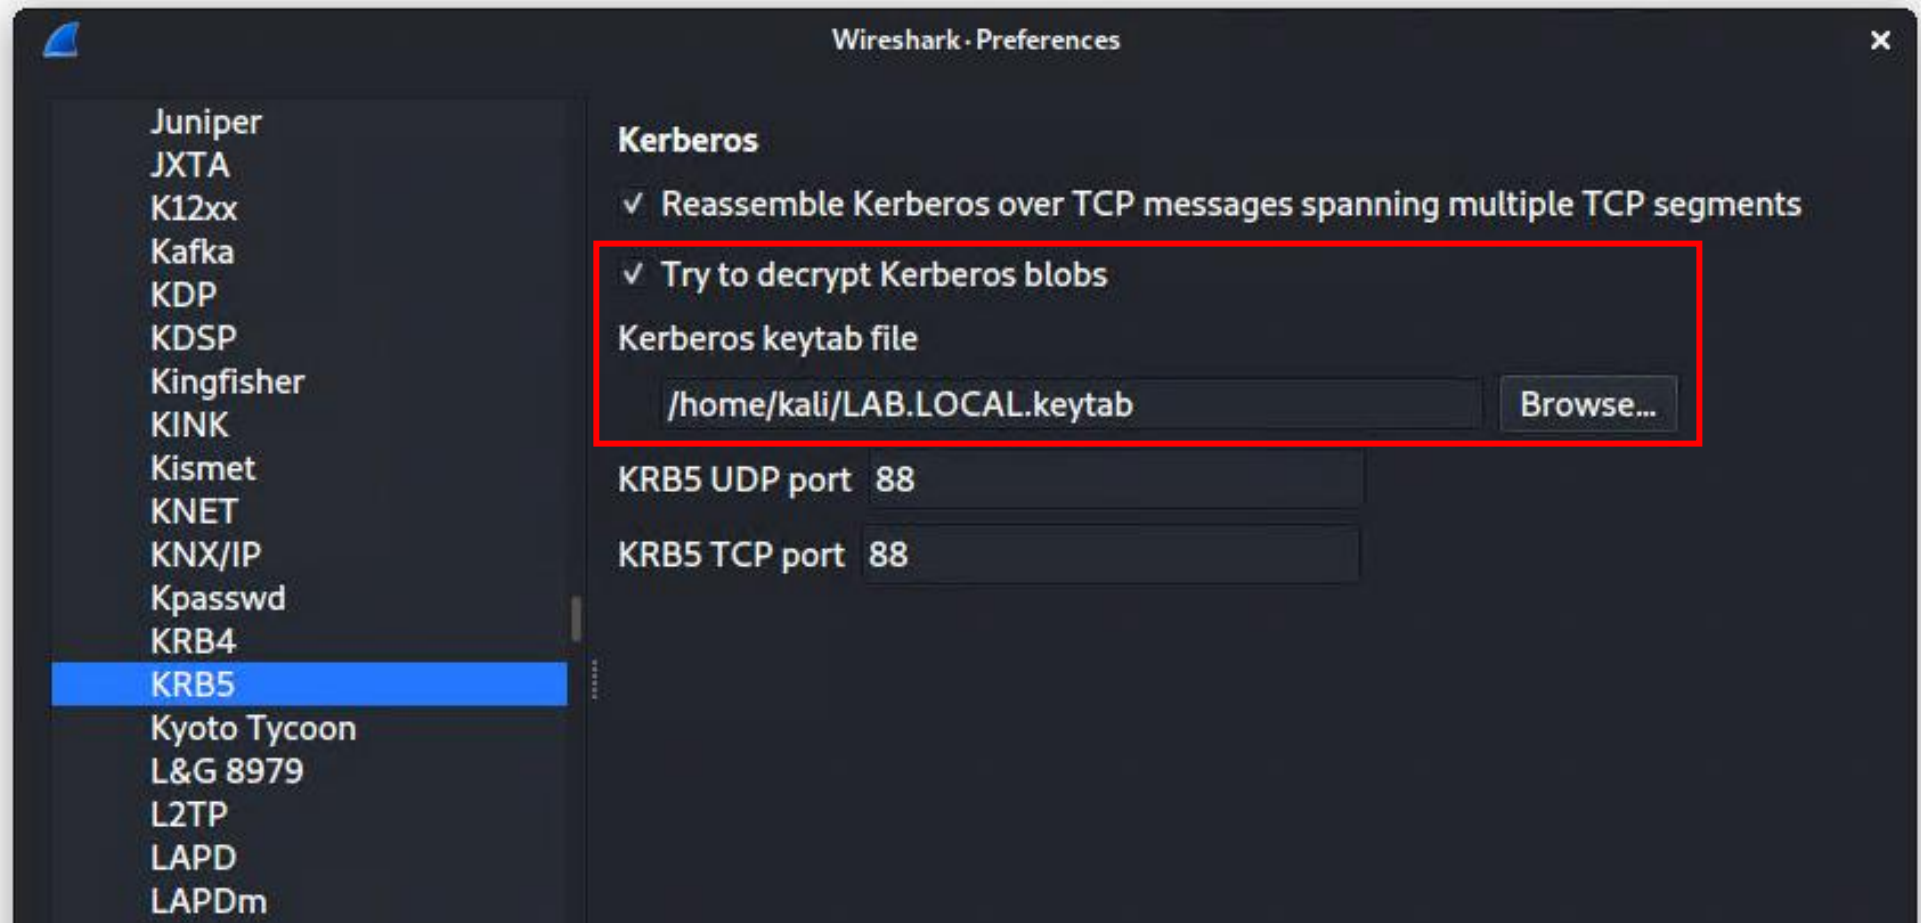 Wireshark · Preferences
Juniper
JXTA
K12xx
Kafka
KDP
KDSP
Kingfisher
KINK
Kismet
KNET
KNX/IP
Kpasswd
KRB4
KRB5
Kyoto Tycoon
L&G 8979
L2TP
LAPD
LAPDm
Kerberos
Reassemble Kerberos over TCP messages spanning multiple TCP segments
Try to decrypt Kerberos blobs
Kerberos keytab file
/home/kali/LAB.LOCAL.keytab Browse...
KRB5 UDP port 88
KRB5 TCP port 88